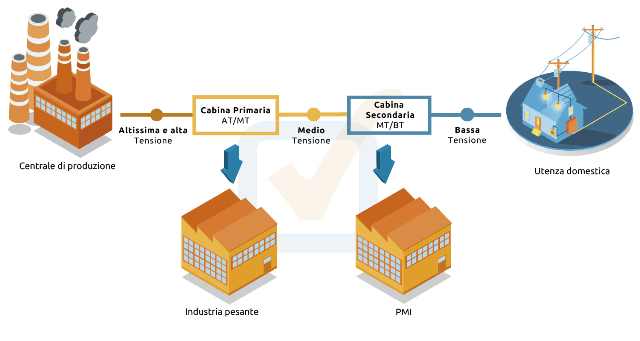 Centrale di produzione
Altissima e alta
Tensione
Cabina Primaria
AT/MT
Medio
Tensione
Cabina
Secondaria
MT/BT
Bassa
Tensione
Utenza domestica
Industria pesante
PMI